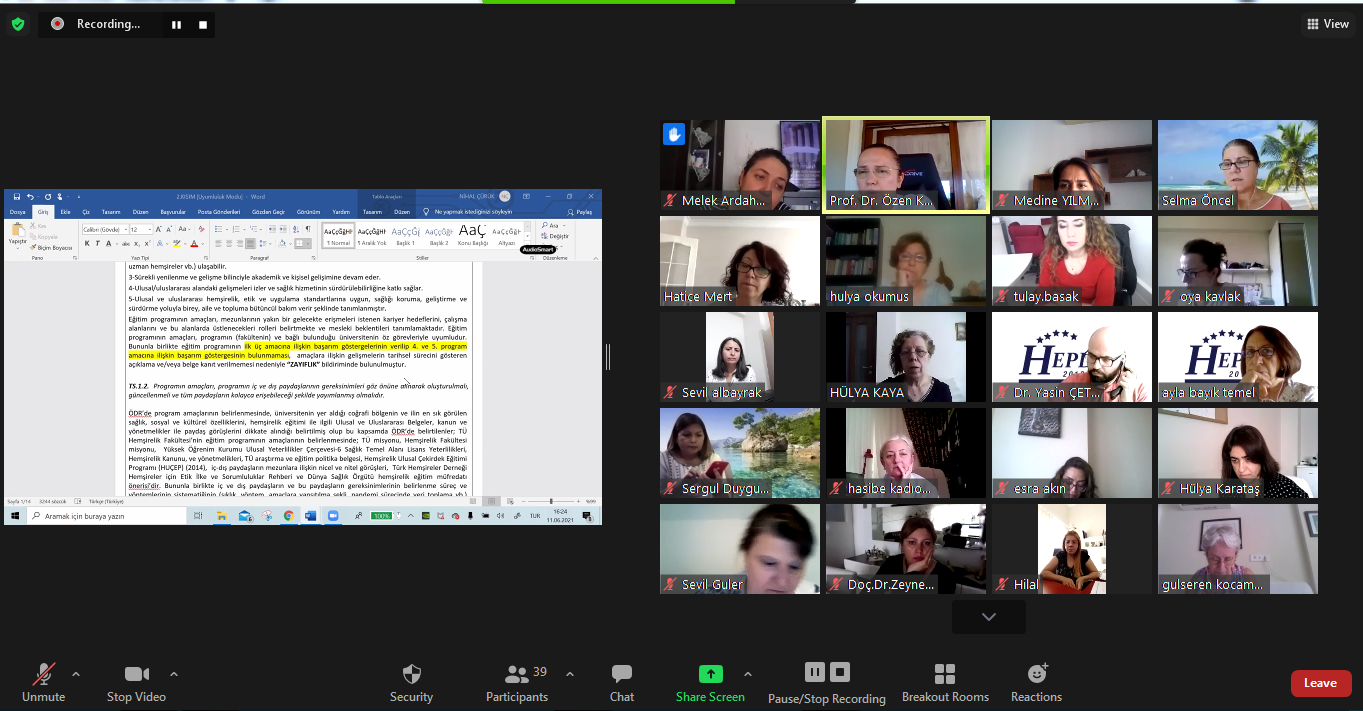 Recording...
View
2.KISIM [Uyumluluk Modu] - Word
Tablo Araçları
NİHAL ÇÜRÜK
Dosya Giriş Ekle Çiz Tasarım Düzen Başvurular Posta Gönderileri Gözden Geçir Görünüm Yardım Tasarım Düzen Ne yapmak istediğinizi söyleyin Paylaş
Yapıştır
Kes
Kopyala
Biçim Boyacısı
Calibri (Gövde) 12
AaÇçĞğHł AaÇçĞğHł AaÇçĞğ AaÇçĞğł AaÇ AaÇçĞğH
¶ Normal ¶ Aralık Yok Başlık 1 Başlık 2 Konu Başlığı Altyazı
Ara
Değiştir
AudioSmart
Pano Yazı Tipi Paragraf Stiller Düzenleme
uzman hemşireler vb.) ulaşabilir.
3-Sürekli yenilenme ve gelişme bilinciyle akademik ve kişisel gelişimine devam eder.
4-Ulusal/uluslararası alandaki gelişmeleri izler ve sağlık hizmetinin sürdürülebilirliğine katkı sağlar.
5-Ulusal ve uluslararası hemşirelik, etik ve uygulama standartlarına uygun, sağlığı koruma, geliştirme ve
sürdürme yoluyla birey, aile ve topluma bütüncül bakım verir şeklinde tanımlanmıştır.
Eğitim programının amaçları, mezunlarının yakın bir gelecekte erişmeleri istenen kariyer hedeflerini, çalışma
alanlarını ve bu alanlarda üstlenecekleri rolleri belirtmekte ve mesleki beklentileri tanımlamaktadır. Eğitim
programının amaçları, programın (fakültenin) ve bağlı bulunduğu üniversitenin öz görevleriyle uyumludur.
Bununla birlikte eğitim programının ilk üç amacına ilişkin başarım göstergelerinin verilip 4. ve 5. program
amacına ilişkin başarım göstergesinin bulunmaması, amaçlara ilişkin gelişmelerin tarihsel sürecini gösteren
açıklama ve/veya belge kanıt verilmemesi nedeniyle "ZAYIFLIK" bildiriminde bulunulmuştur.
TS.1.2. Programın amaçları, programın iç ve dış paydaşlarının gereksinimleri göz önüne alınarak oluşturulmalı,
güncellenmeli ve tüm paydaşların kolayca erişebileceği şekilde yayımlanmış olmalıdır.
ÖDR'de program amaçlarının belirlenmesinde, üniversitenin yer aldığı coğrafi bölgenin ve ilin en sık görülen
sağlık, sosyal ve kültürel özelliklerini, hemşirelik eğitimi ile ilgili Ulusal ve Uluslararası Belgeler, kanun ve
yönetmelikler ile paydaş görüşlerini dikkate alındığı belirtilmiş olup bu kapsamda ÖDR'de belirtilenler; TÜ
Hemşirelik Fakültesi'nin eğitim programının amaçlarının belirlenmesinde; TÜ misyonu, Hemşirelik Fakültesi
misyonu, Yüksek Öğrenim Kurumu Ulusal Yeterlilikler Çerçevesi-6 Sağlık Temel Alanı Lisans Yeterlilikleri,
Hemşirelik Kanunu, ve yönetmelikleri, TÜ araştırma ve eğitim politika belgesi, Hemşirelik Ulusal Çekirdek Eğitimi
Programı (HUÇEP) (2014), iç-dış paydaşların mezunlara ilişkin nicel ve nitel görüşleri, Türk Hemşireler Derneği
Hemşireler için Etik İlke ve Sorumluluklar Rehberi ve Dünya Sağlık Örgütü hemşirelik eğitim müfredatı
önerisi'dir. Bununla birlikte iç ve dış paydaşların ve bu paydaşların gereksinimlerinin belirlenme süreç ve
yöntemlerinin sistematiğinin (sıklık, yöntem, amaçlara yansıtılma şekli, pandemi sürecinde veri toplama vb.)
Sayfa 1/14 3244 sözcük Türkçe (Türkiye) %99
Aramak için buraya yazın
100%
TUR
16:24
11.06.2021
Melek Ardah...
Prof. Dr. Özen K...
DRIVE
Medine YILM...
Selma Öncel
Hatice Mert
hulya okumus
tulay.basak
oya kavlak
Sevil albayrak
HÜLYA KAYA
HEPD
Dr. Yasin ÇET...
HEP
ayla bayık temel
Sergul Duygu...
hasibe kadıo...
esra akın
Hülya Karataş
Sevil Guler
Doç.Dr.Zeyne...
Hilal
gulseren kocam...
Unmute
Stop Video
Security
Participants 39
Chat
Share Screen
Pause/Stop Recording
Breakout Rooms
Reactions
Leave